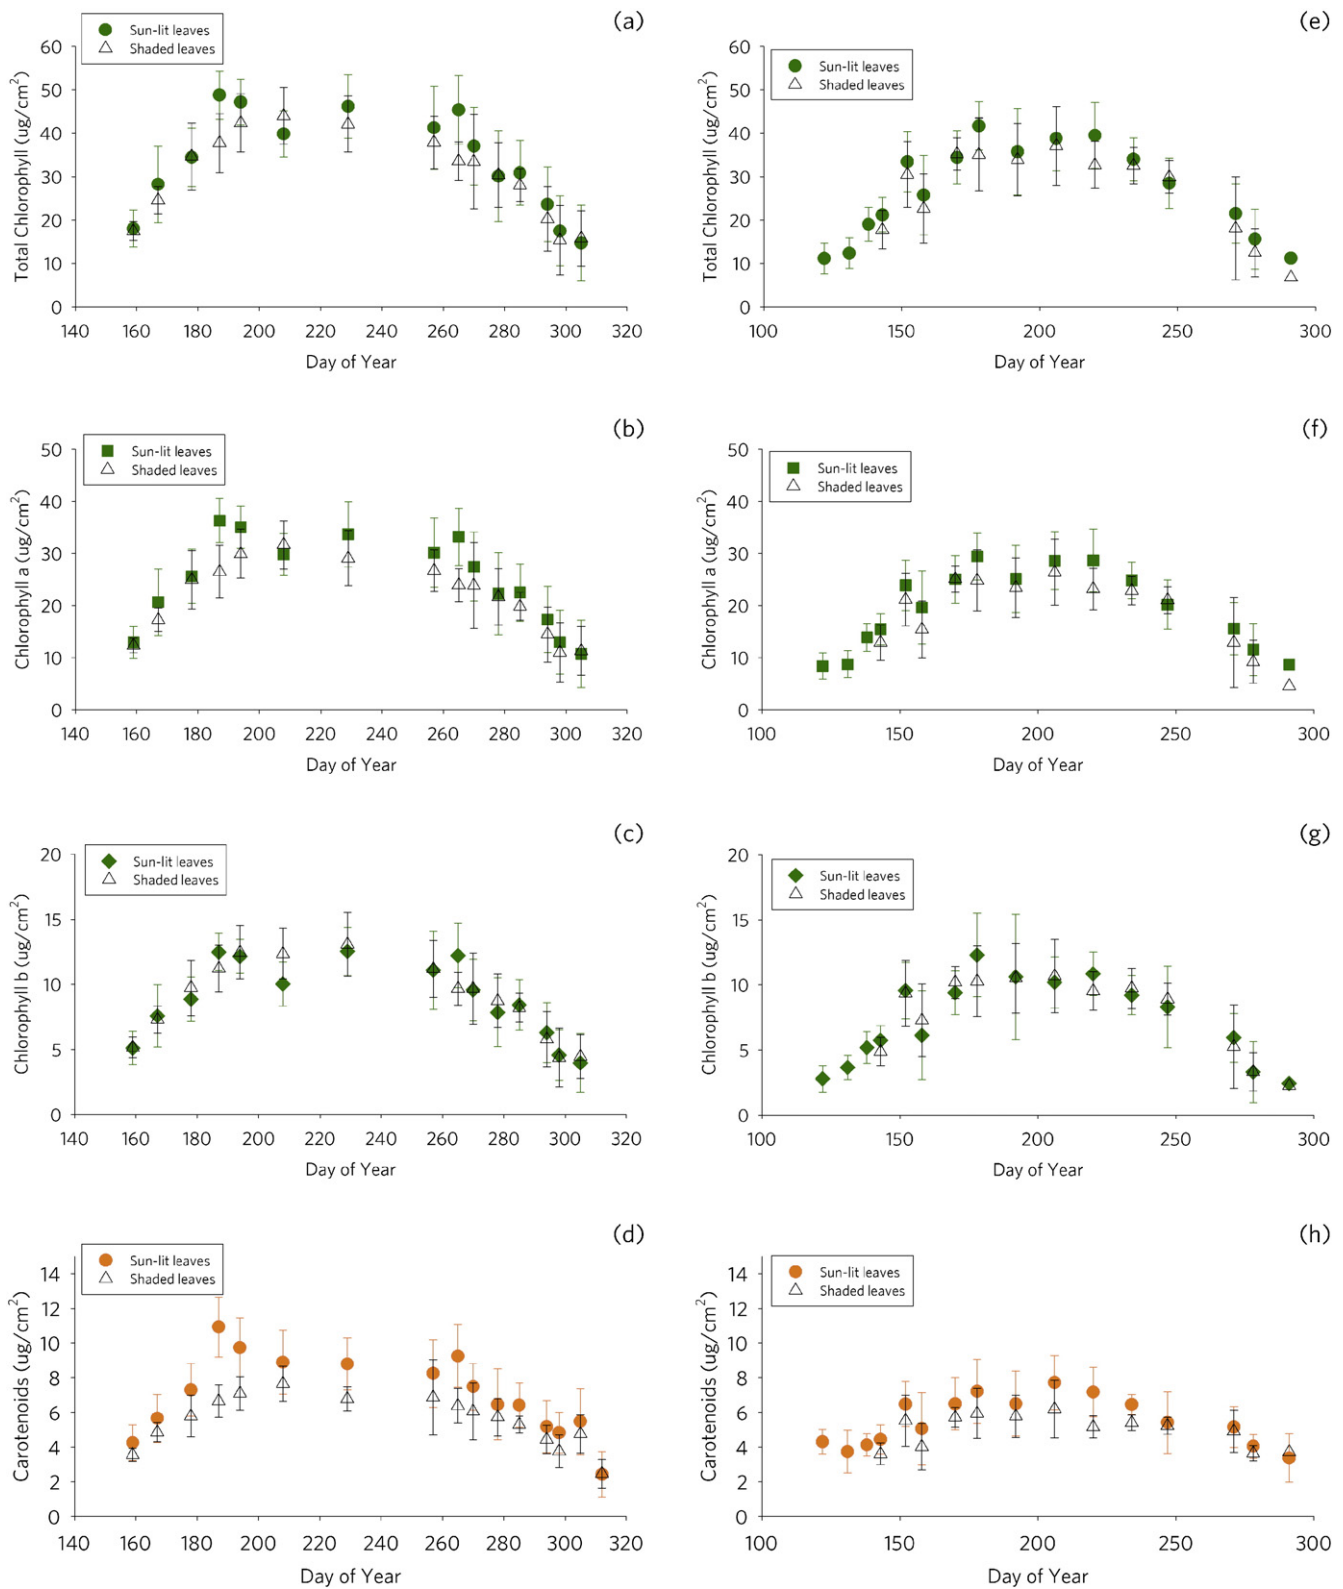 (a)
Sun-lit leaves
Shaded leaves
Total Chlorophyll (ug/cm²)
60
50
40
30
20
10
0
140 160 180 200 220 240 260 280 300 320
Day of Year
(e)
Sun-lit leaves
Shaded leaves
Total Chlorophyll (ug/cm²)
60
50
40
30
20
10
0
100 150 200 250 300
Day of Year
(b)
Sun-lit leaves
Shaded leaves
Chlorophyll a (ug/cm²)
50
40
30
20
10
0
140 160 180 200 220 240 260 280 300 320
Day of Year
(f)
Sun-lit leaves
Shaded leaves
Chlorophyll a (ug/cm²)
50
40
30
20
10
0
100 150 200 250 300
Day of Year
(c)
Sun-lit leaves
Shaded leaves
Chlorophyll b (ug/cm²)
20
15
10
5
0
140 160 180 200 220 240 260 280 300 320
Day of Year
(g)
Sun-lit leaves
Shaded leaves
Chlorophyll b (ug/cm²)
20
15
10
5
0
100 150 200 250 300
Day of Year
(d)
Sun-lit leaves
Shaded leaves
Carotenoids (ug/cm²)
14
12
10
8
6
4
2
0
140 160 180 200 220 240 260 280 300 320
Day of Year
(h)
Sun-lit leaves
Shaded leaves
Carotenoids (ug/cm²)
14
12
10
8
6
4
2
0
100 150 200 250 300
Day of Year